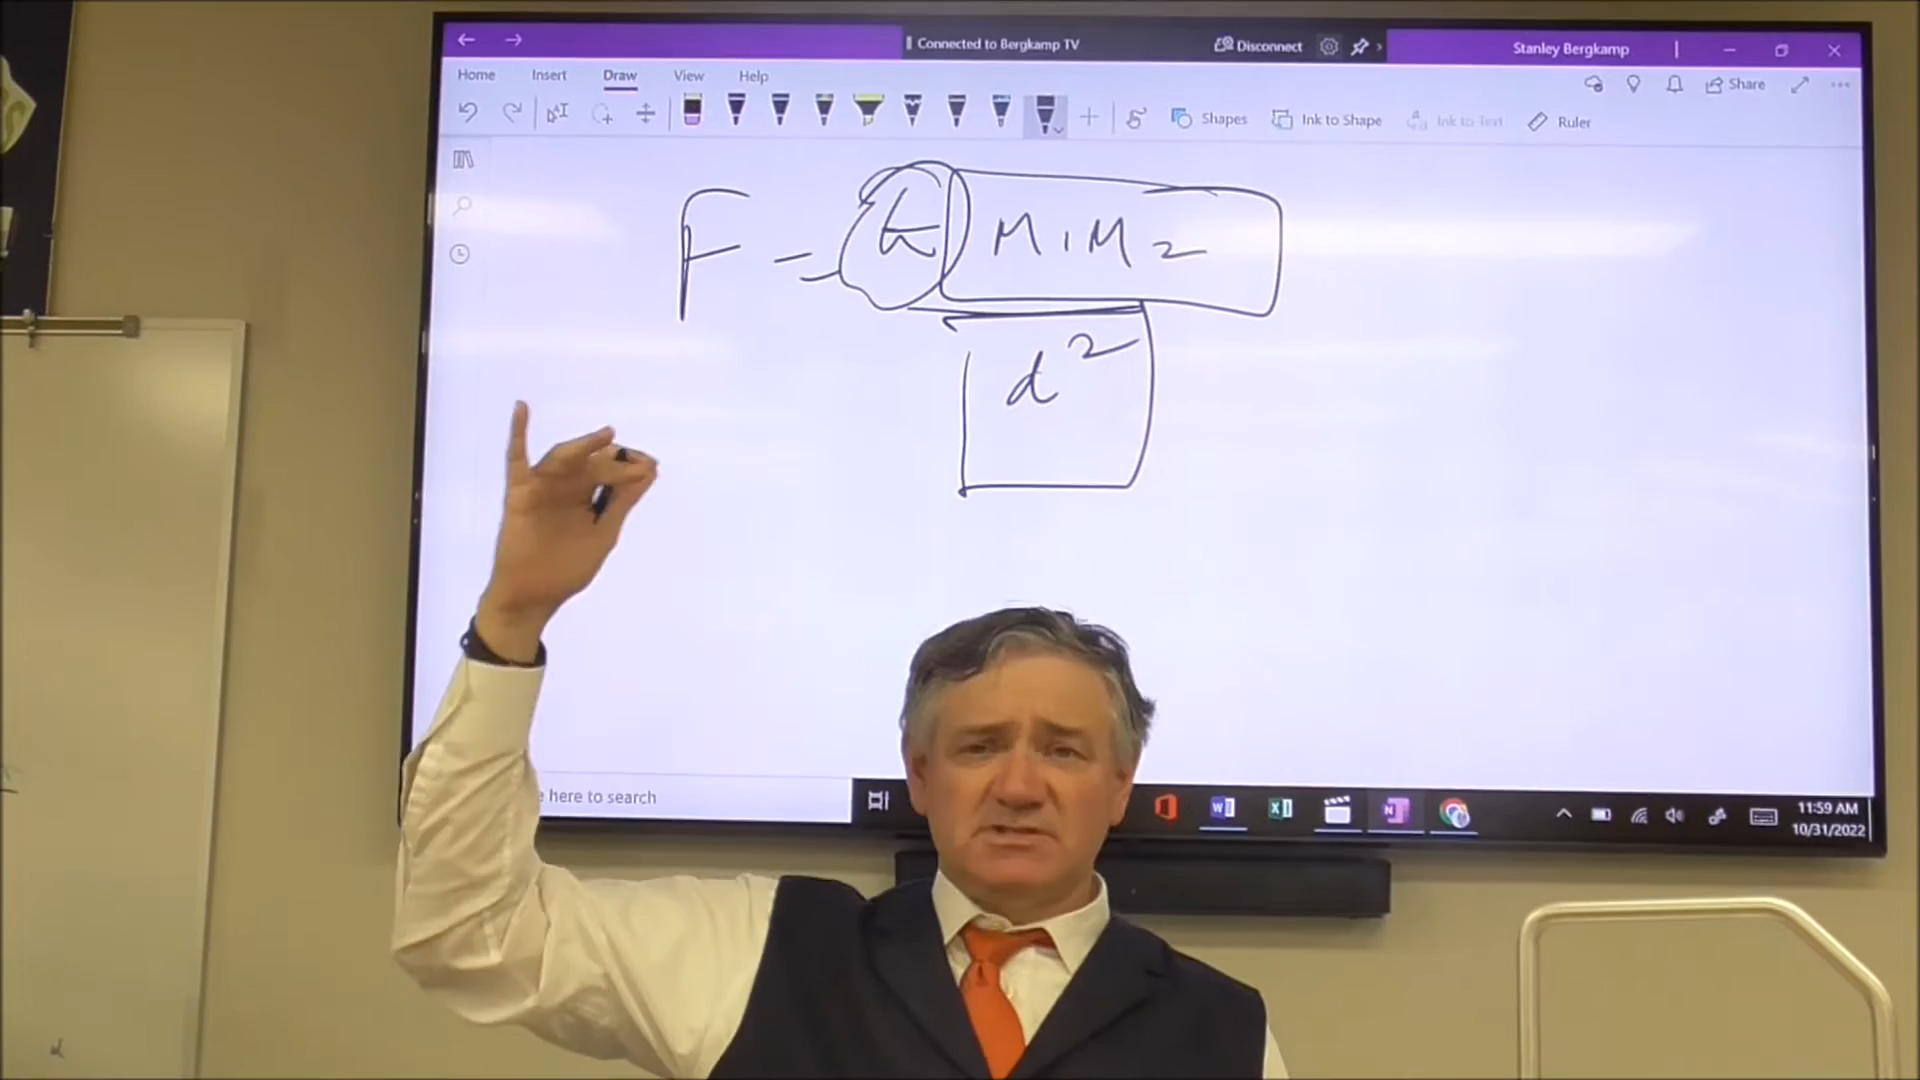 Connected to Bergkamp TV
Disconnect
Stanley Bergkamp
Home Insert Draw View Help
Share
Shapes Ink to Shape Ink to Text Ruler
F = G M1M2
d²
e here to search
11:59 AM
10/31/2022